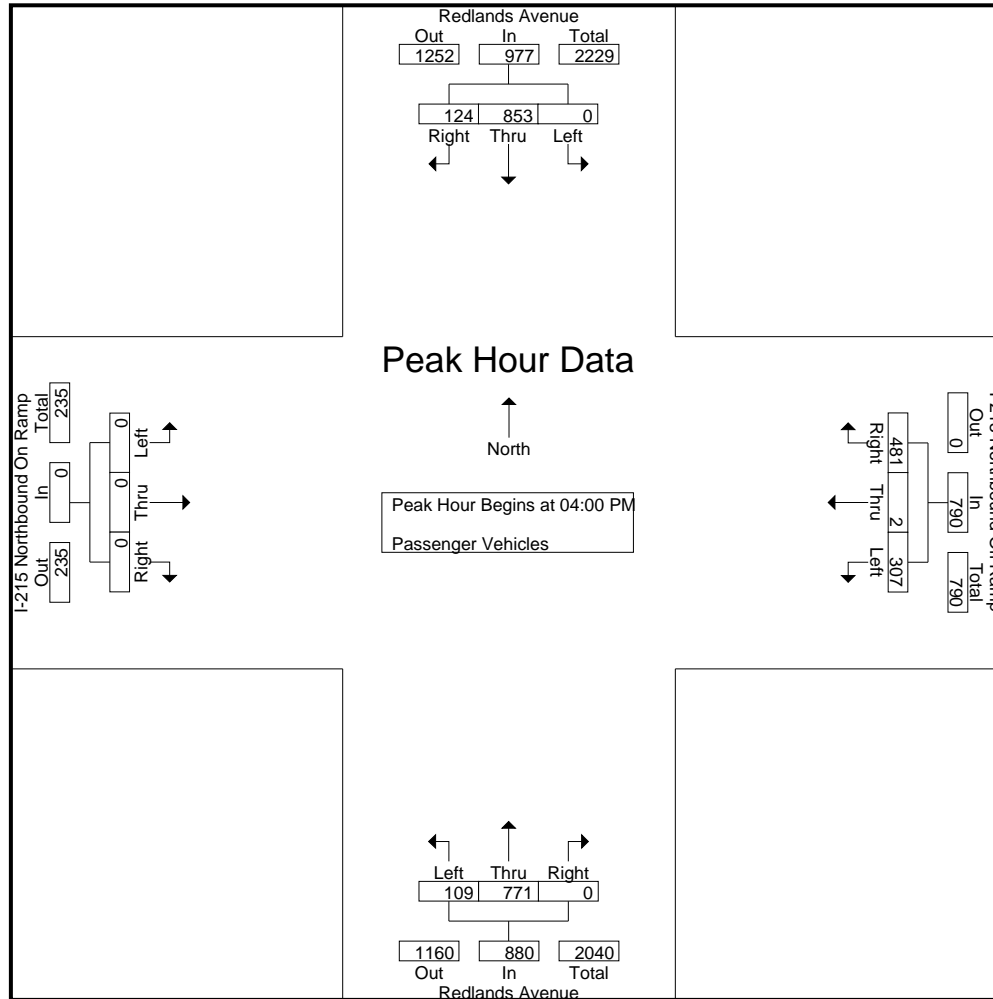 Redlands Avenue
Out In Total
1252 977 2229
124 853 0
Right Thru Left
Peak Hour Data
North
Peak Hour Begins at 04:00 PM
Passenger Vehicles
I-215 Northbound On Ramp
Total In Out
235 0 235
0 0 0
Left Thru Right
Out In Total
0 790 790
481 2 307
Right Thru Left
Left Thru Right
109 771 0
1160 880 2040
Out In Total
Redlands Avenue